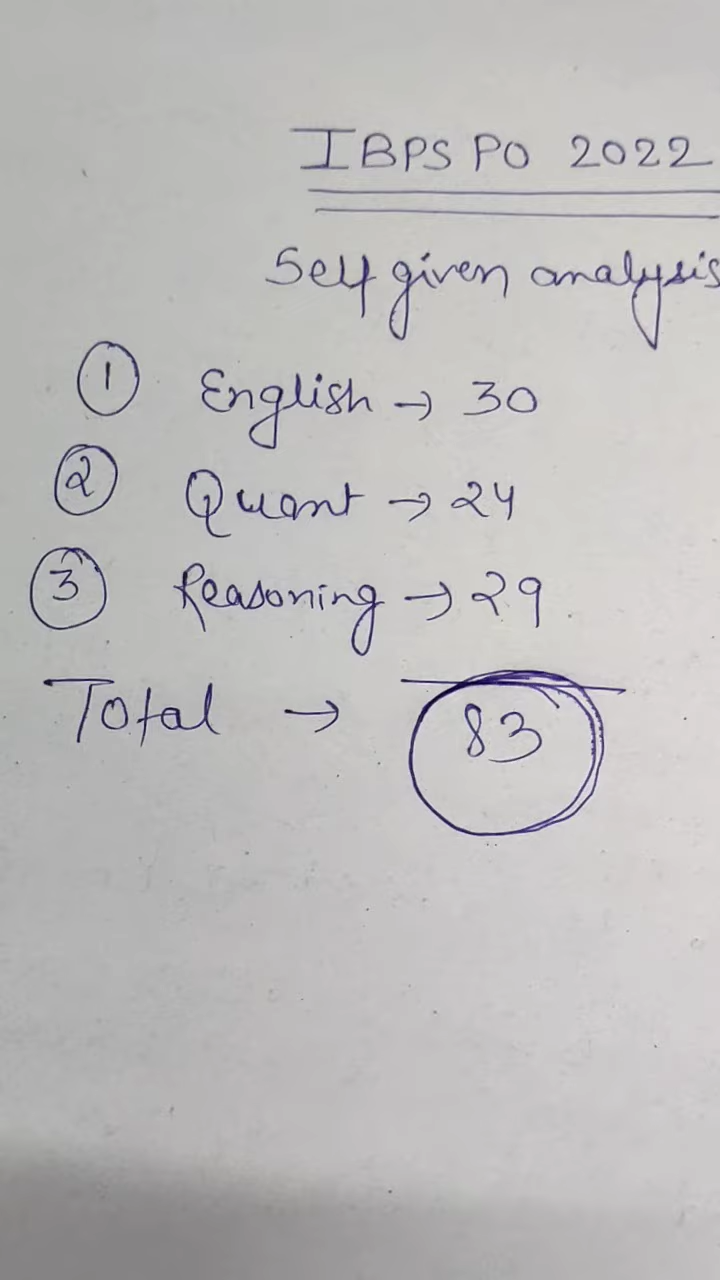 IBPS PO 2022
Self given analysis
① English → 30
② Quant → 24
③ Reasoning → 29
Total → 83